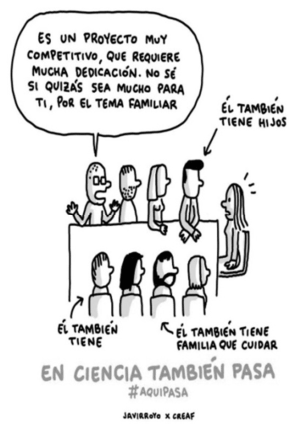 ES UN PROYECTO MUY
COMPETITIVO, QUE REQUIERE
MUCHA DEDICACIÓN. NO SÉ
SI QUIZÁS SEA MUCHO PARA
TI, POR EL TEMA FAMILIAR
ÉL TAMBIÉN
TIENE HIJOS
ÉL TAMBIÉN
TIENE
ÉL TAMBIÉN TIENE
FAMILIA QUE CUIDAR
EN CIENCIA TAMBIÉN PASA
#AQUIPASA
JAVIRROYO X CREAF